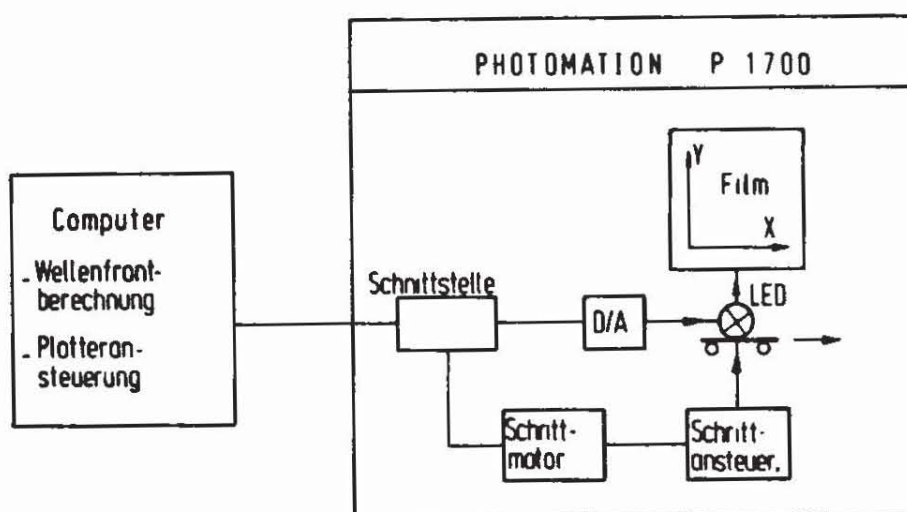 PHOTOMATION P 1700
Computer
- Wellenfront-
berechnung
- Plotteran-
steuerung
Schnittstelle
D/A
Y
Film
X
LED
Schritt-
motor
Schritt-
ansteuer.